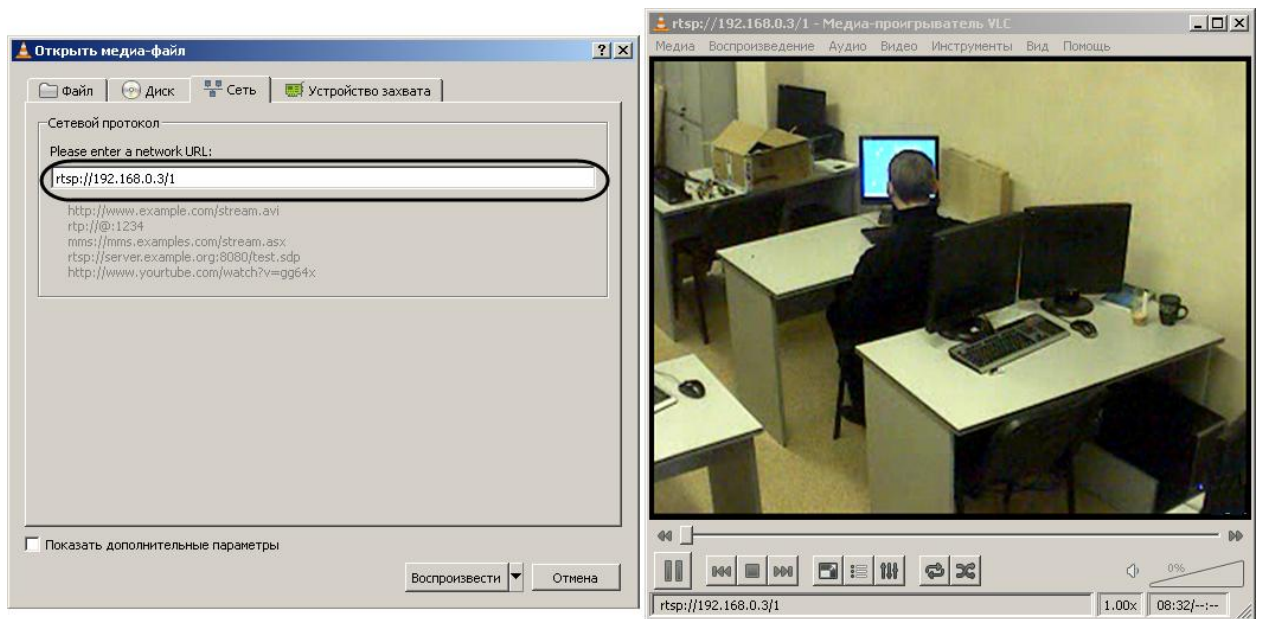 Открыть медиа-файл
Файл
Диск
Сеть
Устройство захвата
Сетевой протокол
Please enter a network URL:
rtsp://192.168.0.3/1
http://www.example.com/stream.avi
rtp://@:1234
mms://mms.examples.com/stream.asx
rtsp://server.example.org:8080/test.sdp
http://www.yourtube.com/watch?v=gg64x
Показать дополнительные параметры
Воспроизвести
Отмена
rtsp://192.168.0.3/1 - Медиа-проигрыватель VLC
Медиа Воспроизведение Аудио Видео Инструменты Вид Помощь
0%
rtsp://192.168.0.3/1
1.00x
08:32/--:--